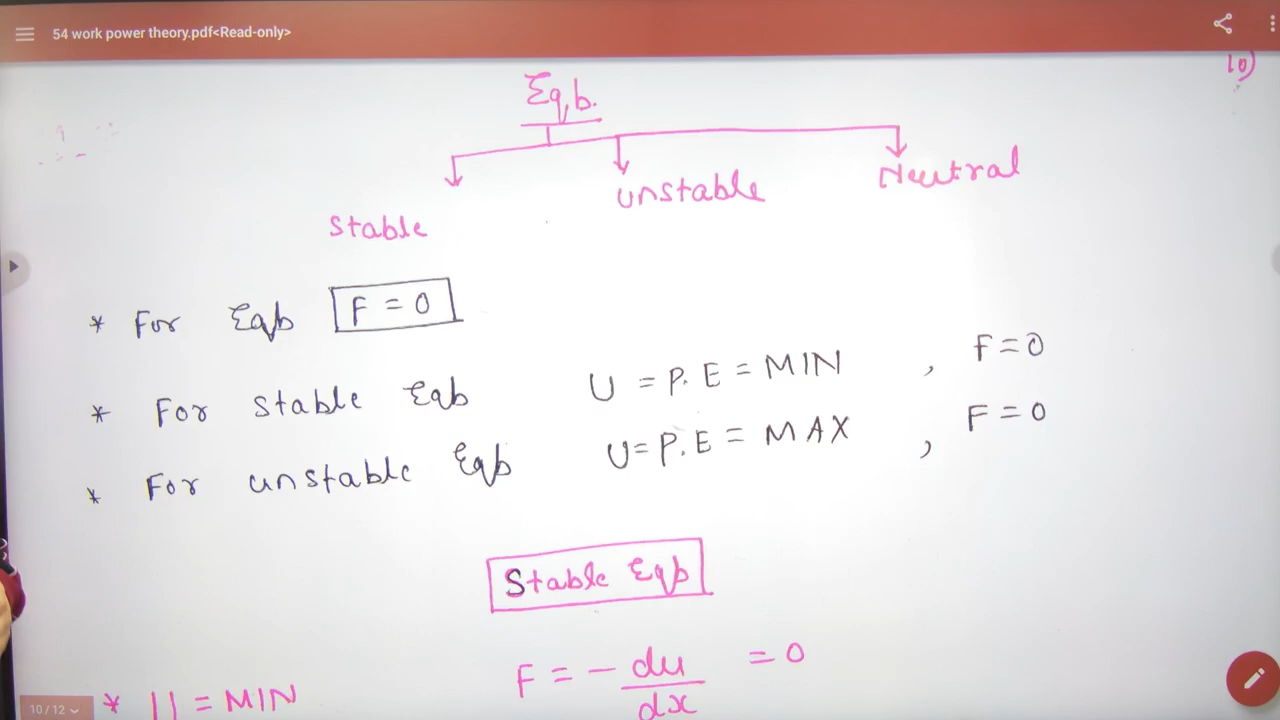 54 work power theory.pdf<Read-only>
10)
Eqb.
Stable unstable Neutral
* For Eqb F = 0
* For stable Eqb U = P.E = MIN , F = 0
* For unstable Eqb U = P.E = MAX , F = 0
Stable Eqb
* U = MIN F = - du/dx = 0
10 / 12